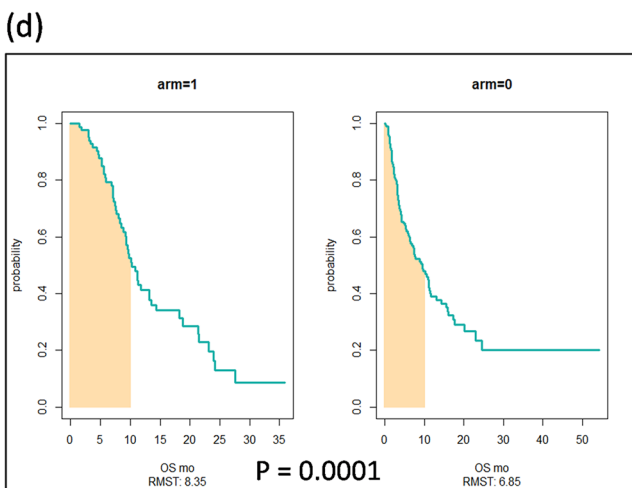 (d)
arm=1
arm=0
probability
0.0 0.2 0.4 0.6 0.8 1.0
0 5 10 15 20 25 30 35
OS mo
RMST: 8.35
probability
0.0 0.2 0.4 0.6 0.8 1.0
0 10 20 30 40 50
OS mo
RMST: 6.85
P = 0.0001